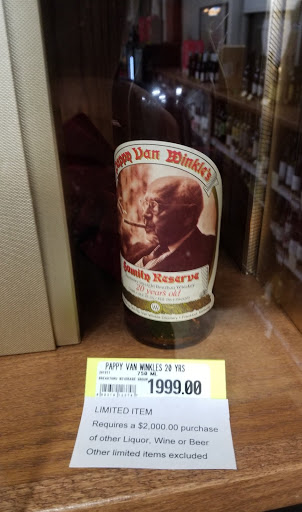 Pappy Van Winkle's
Family Reserve
20 years old
PAPPY VAN WINKLES 20 YRS
750 ML
1999.00
LIMITED ITEM
Requires a $2,000.00 purchase
of other Liquor, Wine or Beer
Other limited items excluded